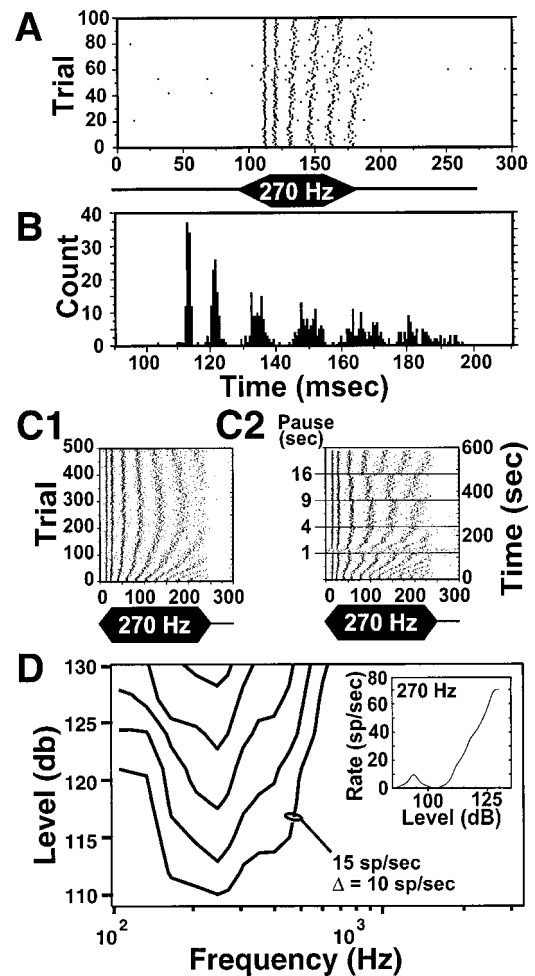 A
Trial
100
80
60
40
20
0
0 50 100 150 200 250 300
270 Hz
B
Count
40
30
20
10
0
100 120 140 160 180 200
Time (msec)
C1
Trial
500
400
300
200
100
0
0 100 200 300
270 Hz
C2
Pause
(sec)
16
9
4
1
600
400
200
0
Time (sec)
0 100 200 300
270 Hz
D
Level (db)
130
125
120
115
110
10² 10³
Frequency (Hz)
15 sp/sec
Δ = 10 sp/sec
Rate (sp/sec)
80
60
40
20
0
270 Hz
100 125
Level (dB)